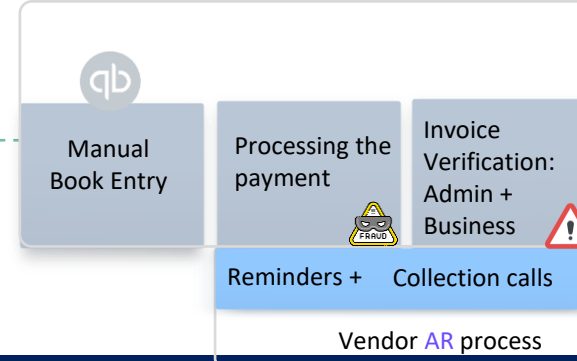 qb
Manual
Book Entry
Processing the
payment
FRAUD
Invoice
Verification:
Admin +
Business
!
Reminders + Collection calls
Vendor AR process